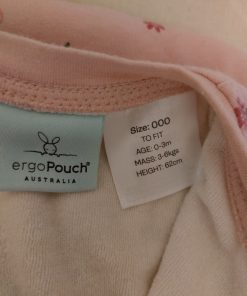 ergoPouch®
AUSTRALIA
Size: 000
TO FIT
AGE: 0-3m
MASS: 3-6kgs
HEIGHT: 62cm